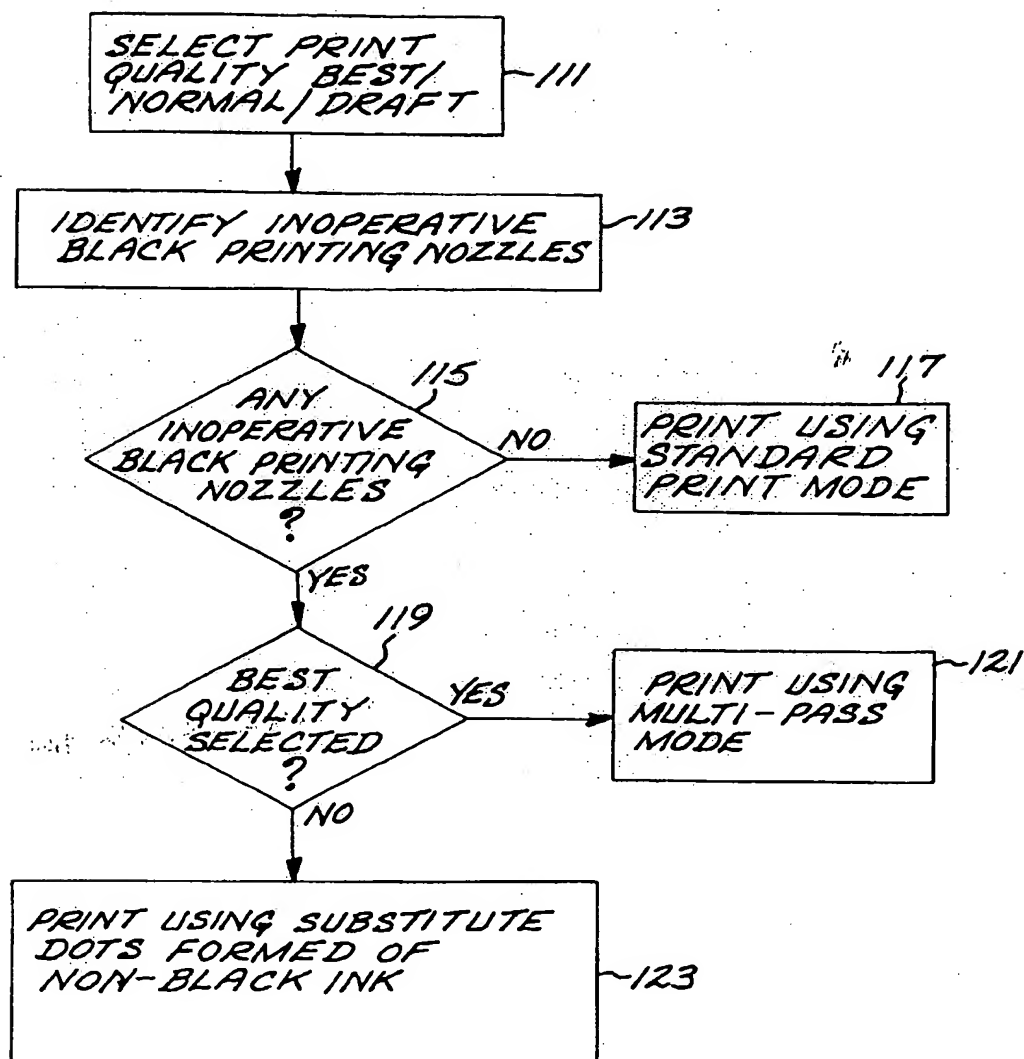 SELECT PRINT
QUALITY BEST/
NORMAL/DRAFT
111
IDENTIFY INOPERATIVE
BLACK PRINTING NOZZLES
113
ANY
INOPERATIVE
BLACK PRINTING
NOZZLES
?
115
NO
117
PRINT USING
STANDARD
PRINT MODE
YES
119
BEST
QUALITY
SELECTED
?
YES
121
PRINT USING
MULTI-PASS
MODE
NO
PRINT USING SUBSTITUTE
DOTS FORMED OF
NON-BLACK INK
123